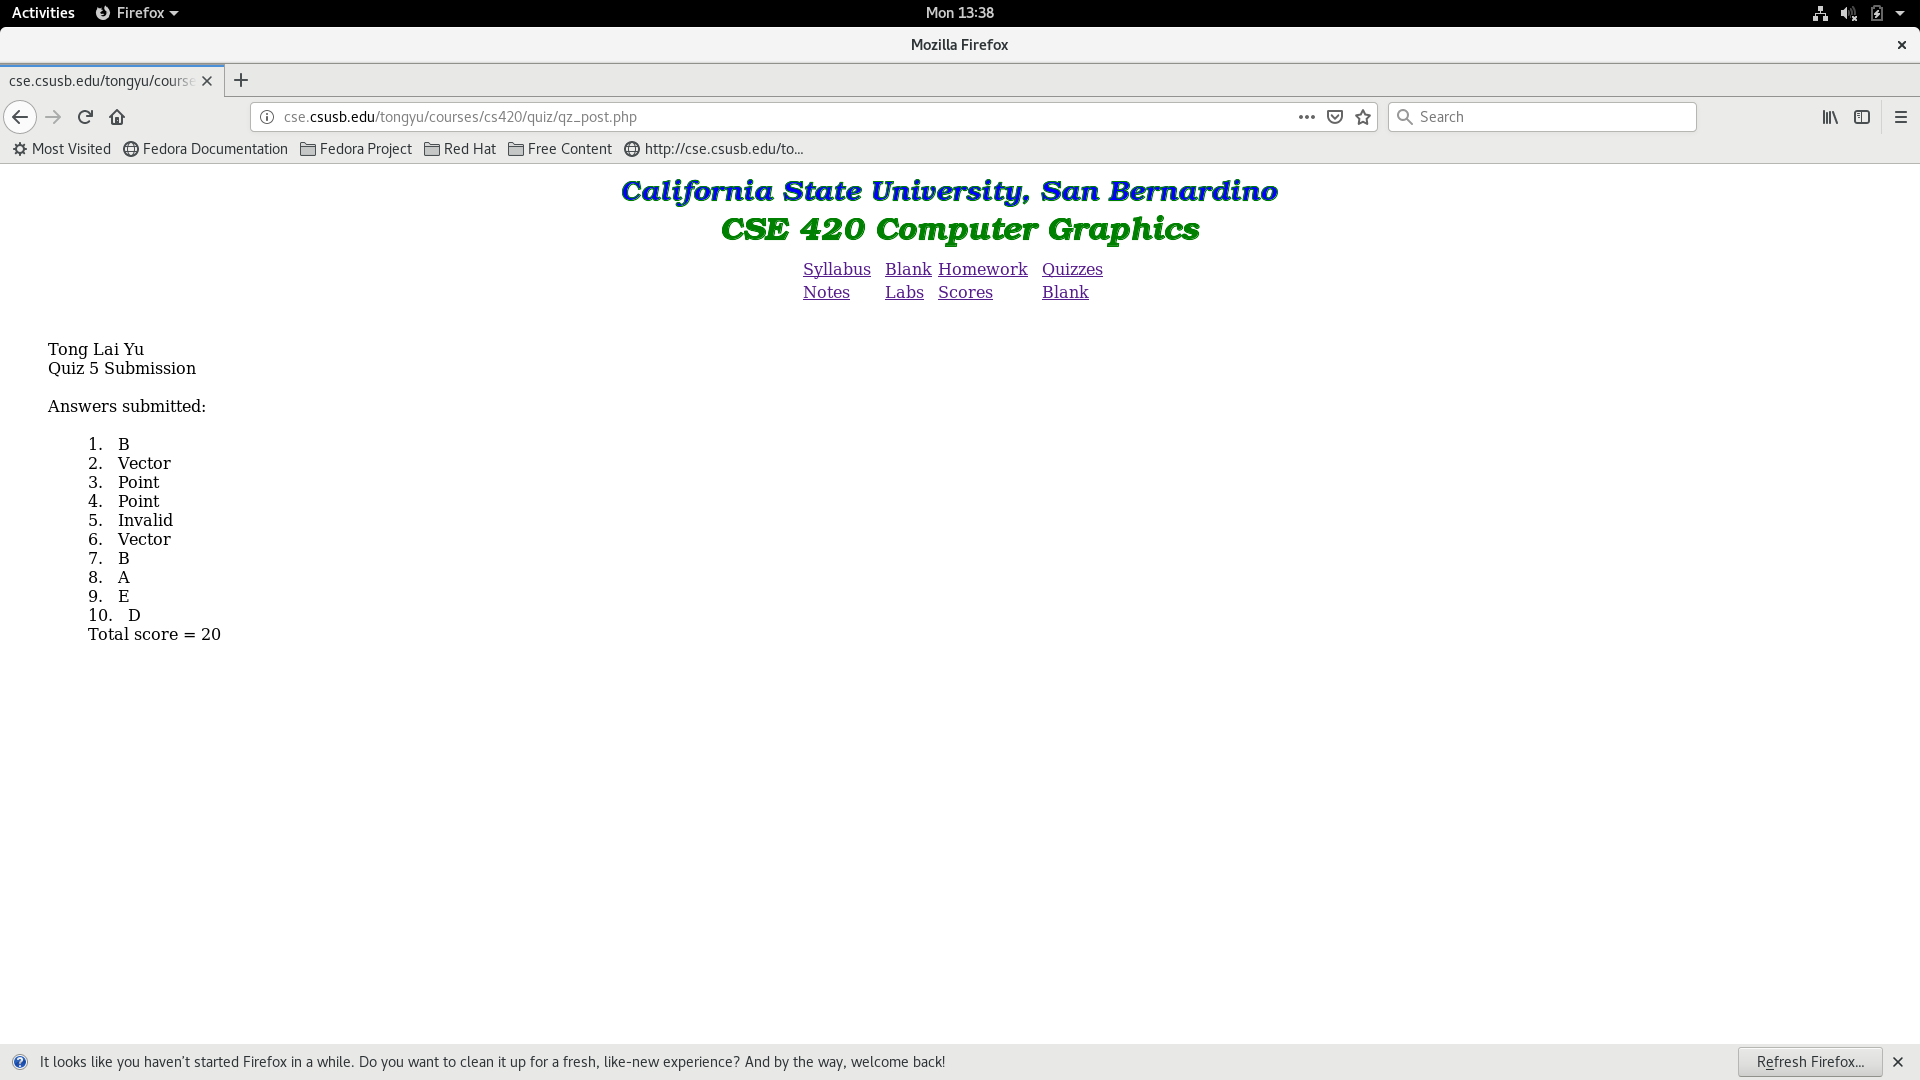 Activities Firefox Mon 13:38
Mozilla Firefox
cse.csusb.edu/tongyu/course
cse.csusb.edu/tongyu/courses/cs420/quiz/qz_post.php Search
Most Visited Fedora Documentation Fedora Project Red Hat Free Content http://cse.csusb.edu/to...
California State University, San Bernardino
CSE 420 Computer Graphics
Syllabus Blank Homework Quizzes
Notes Labs Scores Blank
Tong Lai Yu
Quiz 5 Submission
Answers submitted:
1. B
2. Vector
3. Point
4. Point
5. Invalid
6. Vector
7. B
8. A
9. E
10. D
Total score = 20
It looks like you haven't started Firefox in a while. Do you want to clean it up for a fresh, like-new experience? And by the way, welcome back! Refresh Firefox...